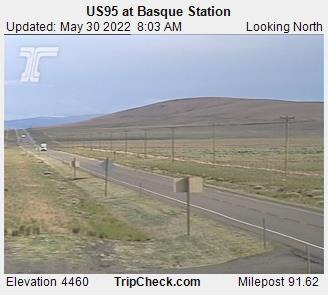 US95 at Basque Station
Updated: May 30 2022 8:03 AM Looking North
Elevation 4460 TripCheck.com Milepost 91.62